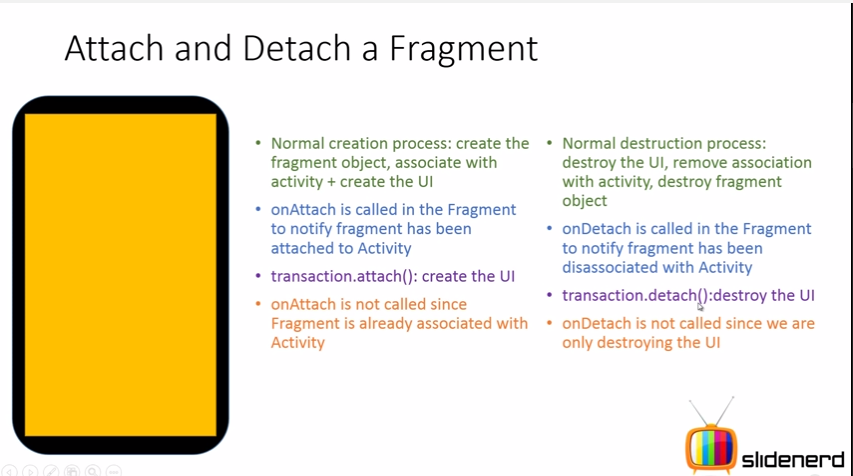 Attach and Detach a Fragment
• Normal creation process: create the
fragment object, associate with
activity + create the UI
• onAttach is called in the Fragment
to notify fragment has been
attached to Activity
• transaction.attach(): create the UI
• onAttach is not called since
Fragment is already associated with
Activity
• Normal destruction process:
destroy the UI, remove association
with activity, destroy fragment
object
• onDetach is called in the Fragment
to notify fragment has been
disassociated with Activity
• transaction.detach():destroy the UI
• onDetach is not called since we are
only destroying the UI
slidenerd